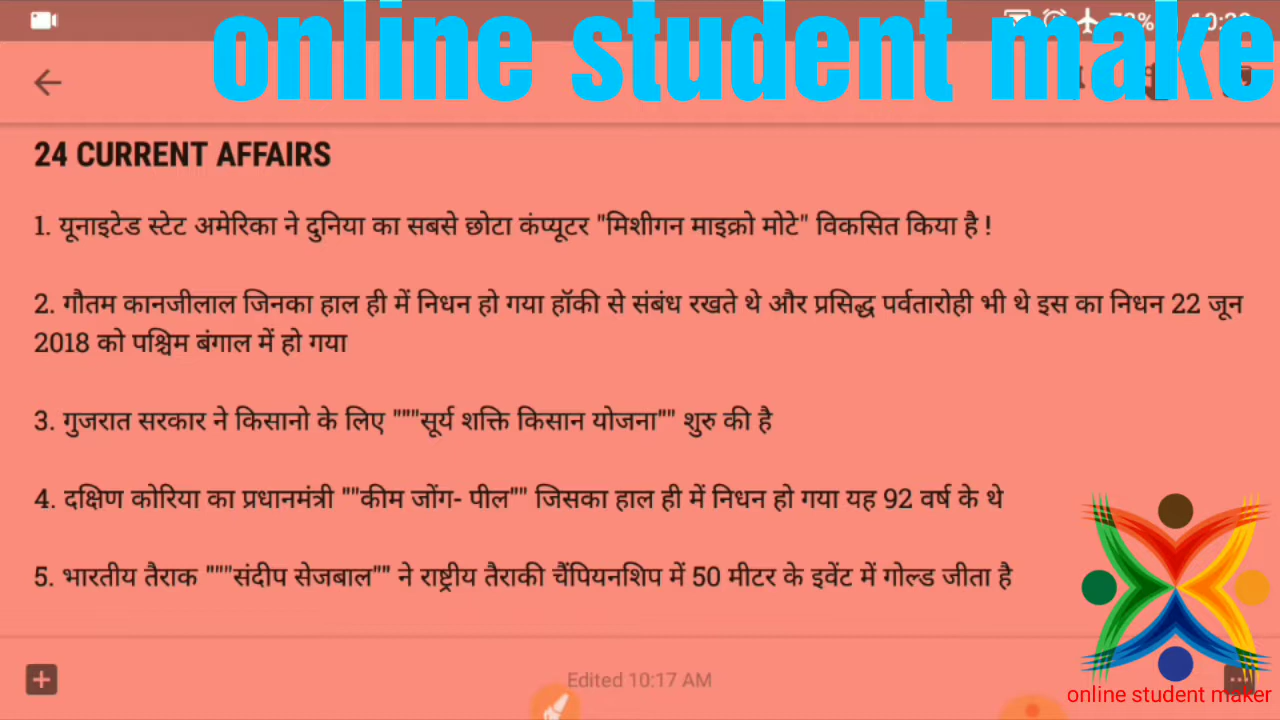 online student make
24 CURRENT AFFAIRS
1. यूनाइटेड स्टेट अमेरिका ने दुनिया का सबसे छोटा कंप्यूटर "मिशीगन माइक्रो मोटे" विकसित किया है !
2. गौतम कानजीलाल जिनका हाल ही में निधन हो गया हॉकी से संबंध रखते थे और प्रसिद्ध पर्वतारोही भी थे इस का निधन 22 जून
2018 को पश्चिम बंगाल में हो गया
3. गुजरात सरकार ने किसानो के लिए """सूर्य शक्ति किसान योजना"" शुरु की है
4. दक्षिण कोरिया का प्रधानमंत्री ""कीम जोंग- पील"" जिसका हाल ही में निधन हो गया यह 92 वर्ष के थे
5. भारतीय तैराक """संदीप सेजबाल"" ने राष्ट्रीय तैराकी चैंपियनशिप में 50 मीटर के इवेंट में गोल्ड जीता है
Edited 10:17 AM
online student maker